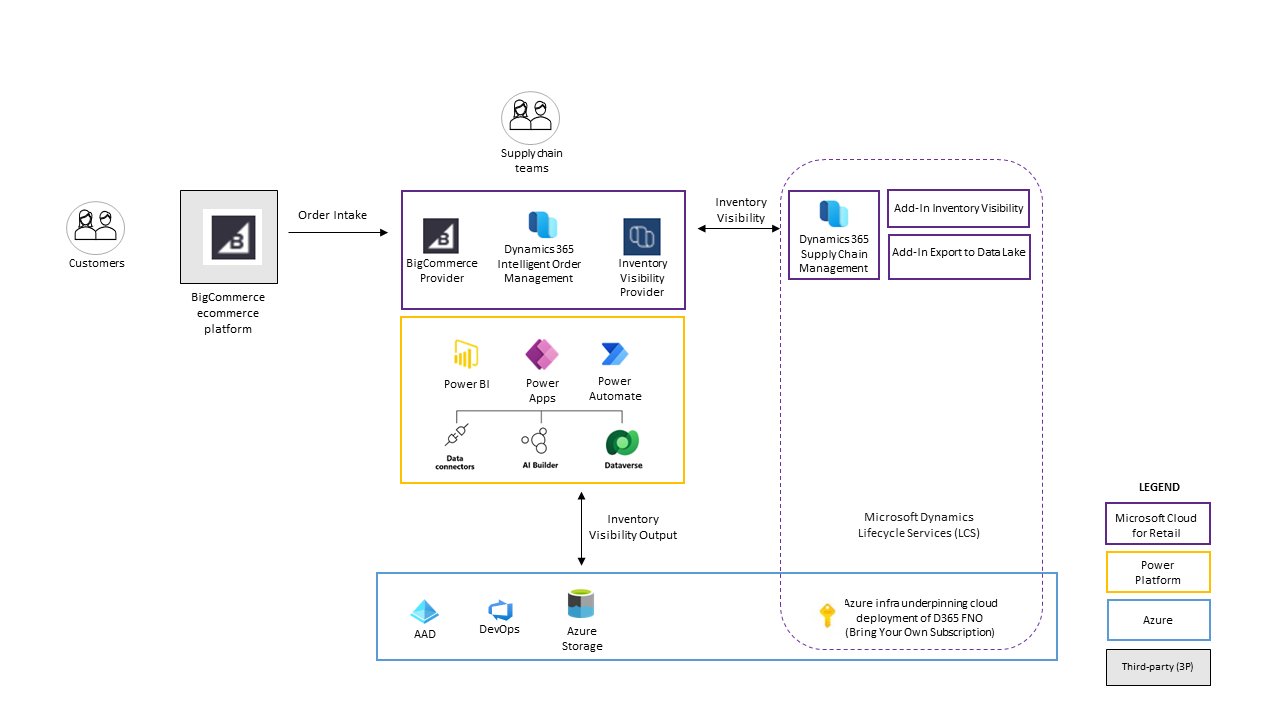 Supply chain
teams
Customers
B
BigCommerce
ecommerce
platform
Order Intake
B
BigCommerce
Provider
Dynamics 365
Intelligent Order
Management
Inventory
Visibility
Provider
Inventory
Visibility
Dynamics 365
Supply Chain
Management
Add-In Inventory Visibility
Add-In Export to Data Lake
Power BI
Power
Apps
Power
Automate
Data
connectors
AI Builder
Dataverse
Inventory
Visibility Output
Microsoft Dynamics
Lifecycle Services (LCS)
AAD
DevOps
Azure
Storage
Azure infra underpinning cloud
deployment of D365 FNO
(Bring Your Own Subscription)
LEGEND
Microsoft Cloud
for Retail
Power
Platform
Azure
Third-party (3P)